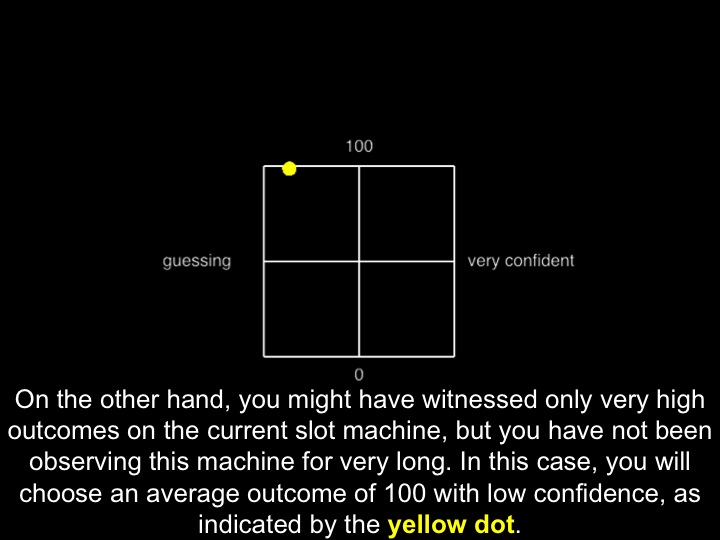 100
guessing
very confident
0
On the other hand, you might have witnessed only very high
outcomes on the current slot machine, but you have not been
observing this machine for very long. In this case, you will
choose an average outcome of 100 with low confidence, as
indicated by the yellow dot.